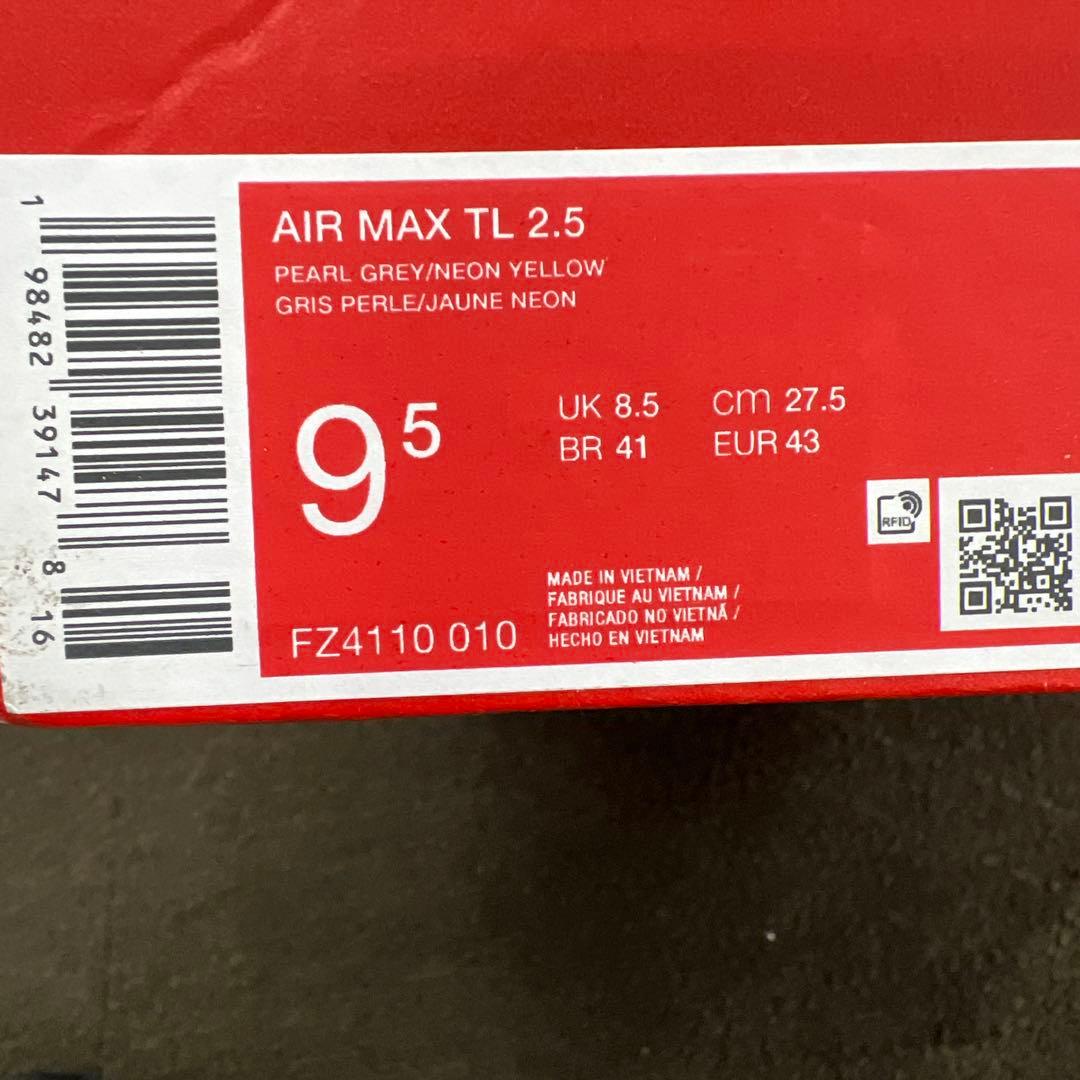 AIR MAX TL 2.5
PEARL GREY/NEON YELLOW
GRIS PERLE/JAUNE NEON
9⁵
UK 8.5 cm 27.5
BR 41 EUR 43
RFID
MADE IN VIETNAM /
FABRIQUE AU VIETNAM /
FABRICADO NO VIETNÃ /
HECHO EN VIETNAM
FZ4110 010
1 98482 39147 8 16